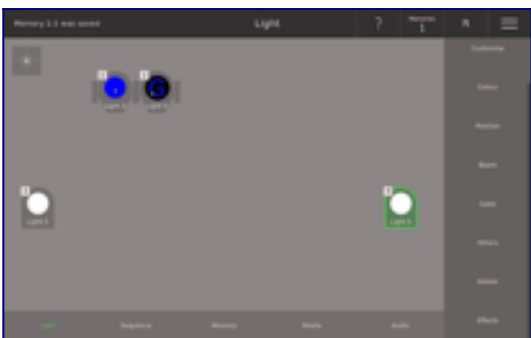 Memory 1.1 was saved
Light
?
Memories
1
Customise
Colour
Position
Beam
Gobo
Others
Effects
Light
Sequence
Memory
Media
Audio